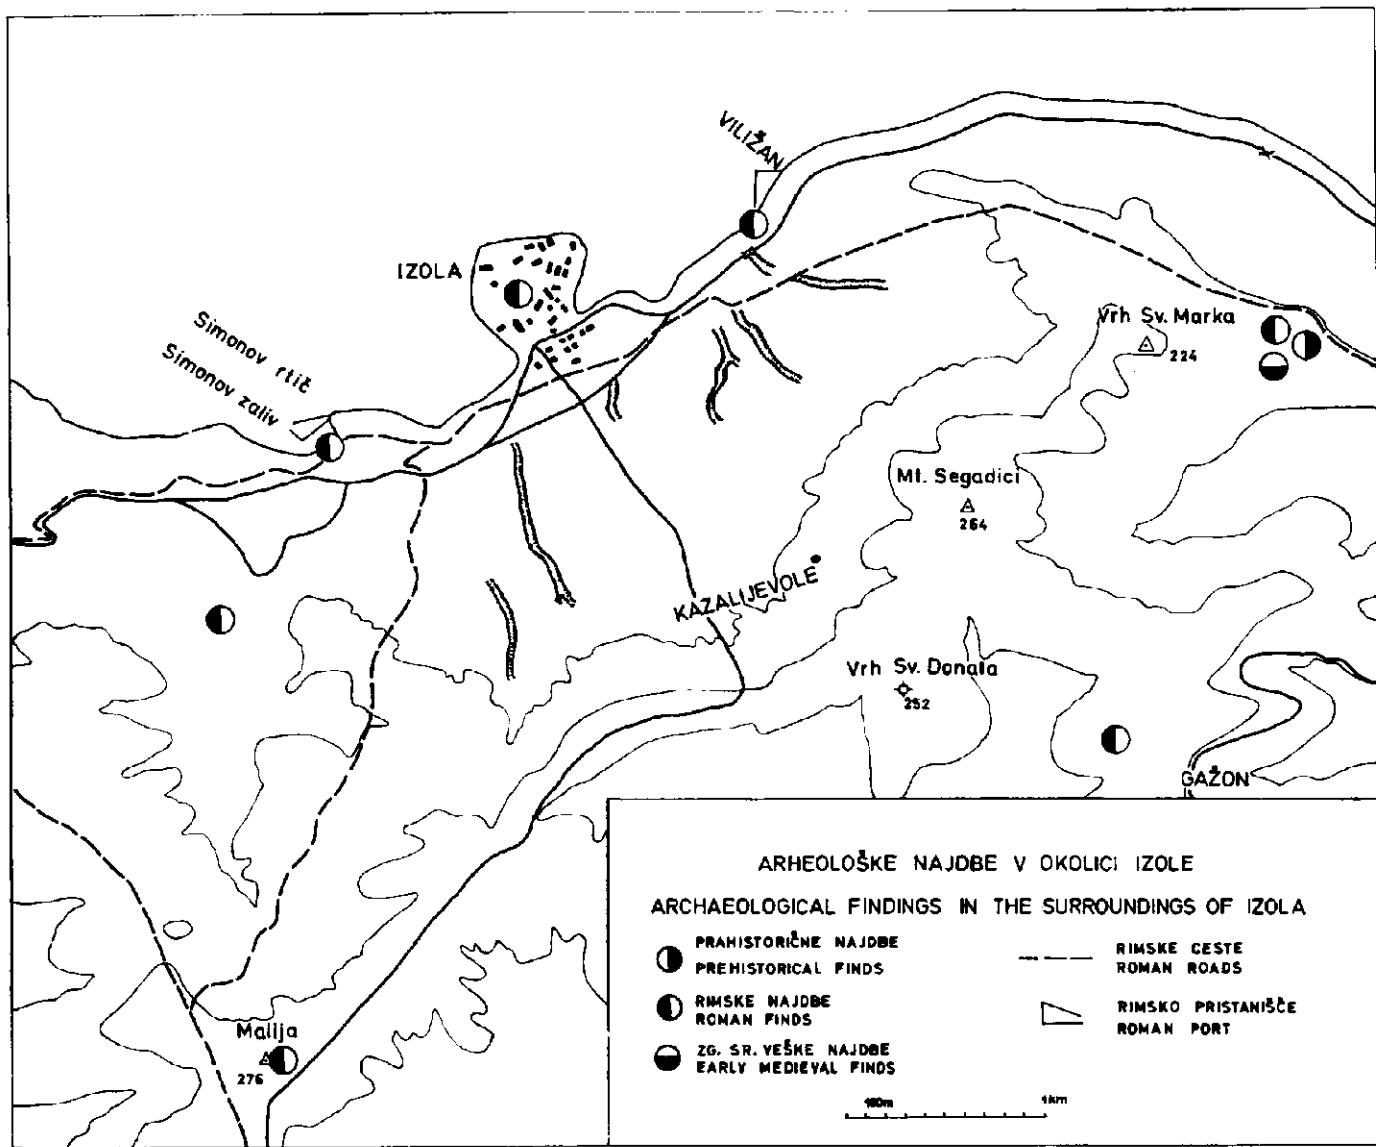 VILIŽAN
IZOLA
Simonov rtič
Simonov zaliv
Vrh Sv. Marka
224
Mt. Segadici
264
KAZALIJEVOLE
Vrh Sv. Donata
252
GAŽON
Malija
276
ARHEOLOŠKE NAJDBE V OKOLICI IZOLE
ARCHAEOLOGICAL FINDINGS IN THE SURROUNDINGS OF IZOLA
PRAHISTORIČNE NAJDBE
PREHISTORICAL FINDS
RIMSKE NAJDBE
ROMAN FINDS
ZG. SR. VEŠKE NAJDBE
EARLY MEDIEVAL FINDS
RIMSKE CESTE
ROMAN ROADS
RIMSKO PRISTANIŠČE
ROMAN PORT
100m 1km